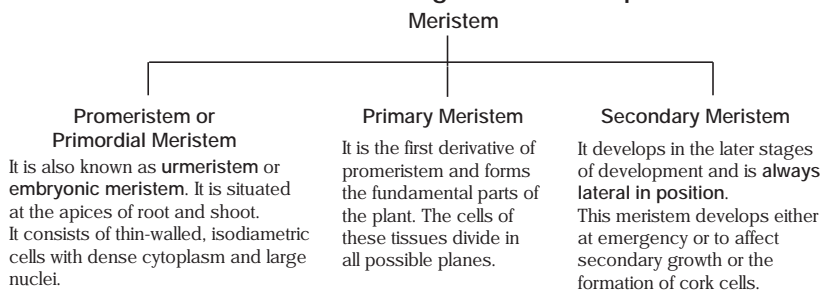 Meristem
Promeristem or
Primordial Meristem
It is also known as urmeristem or
embryonic meristem. It is situated
at the apices of root and shoot.
It consists of thin-walled, isodiametric
cells with dense cytoplasm and large
nuclei.
Primary Meristem
It is the first derivative of
promeristem and forms
the fundamental parts of
the plant. The cells of
these tissues divide in
all possible planes.
Secondary Meristem
It develops in the later stages
of development and is always
lateral in position.
This meristem develops either
at emergency or to affect
secondary growth or the
formation of cork cells.